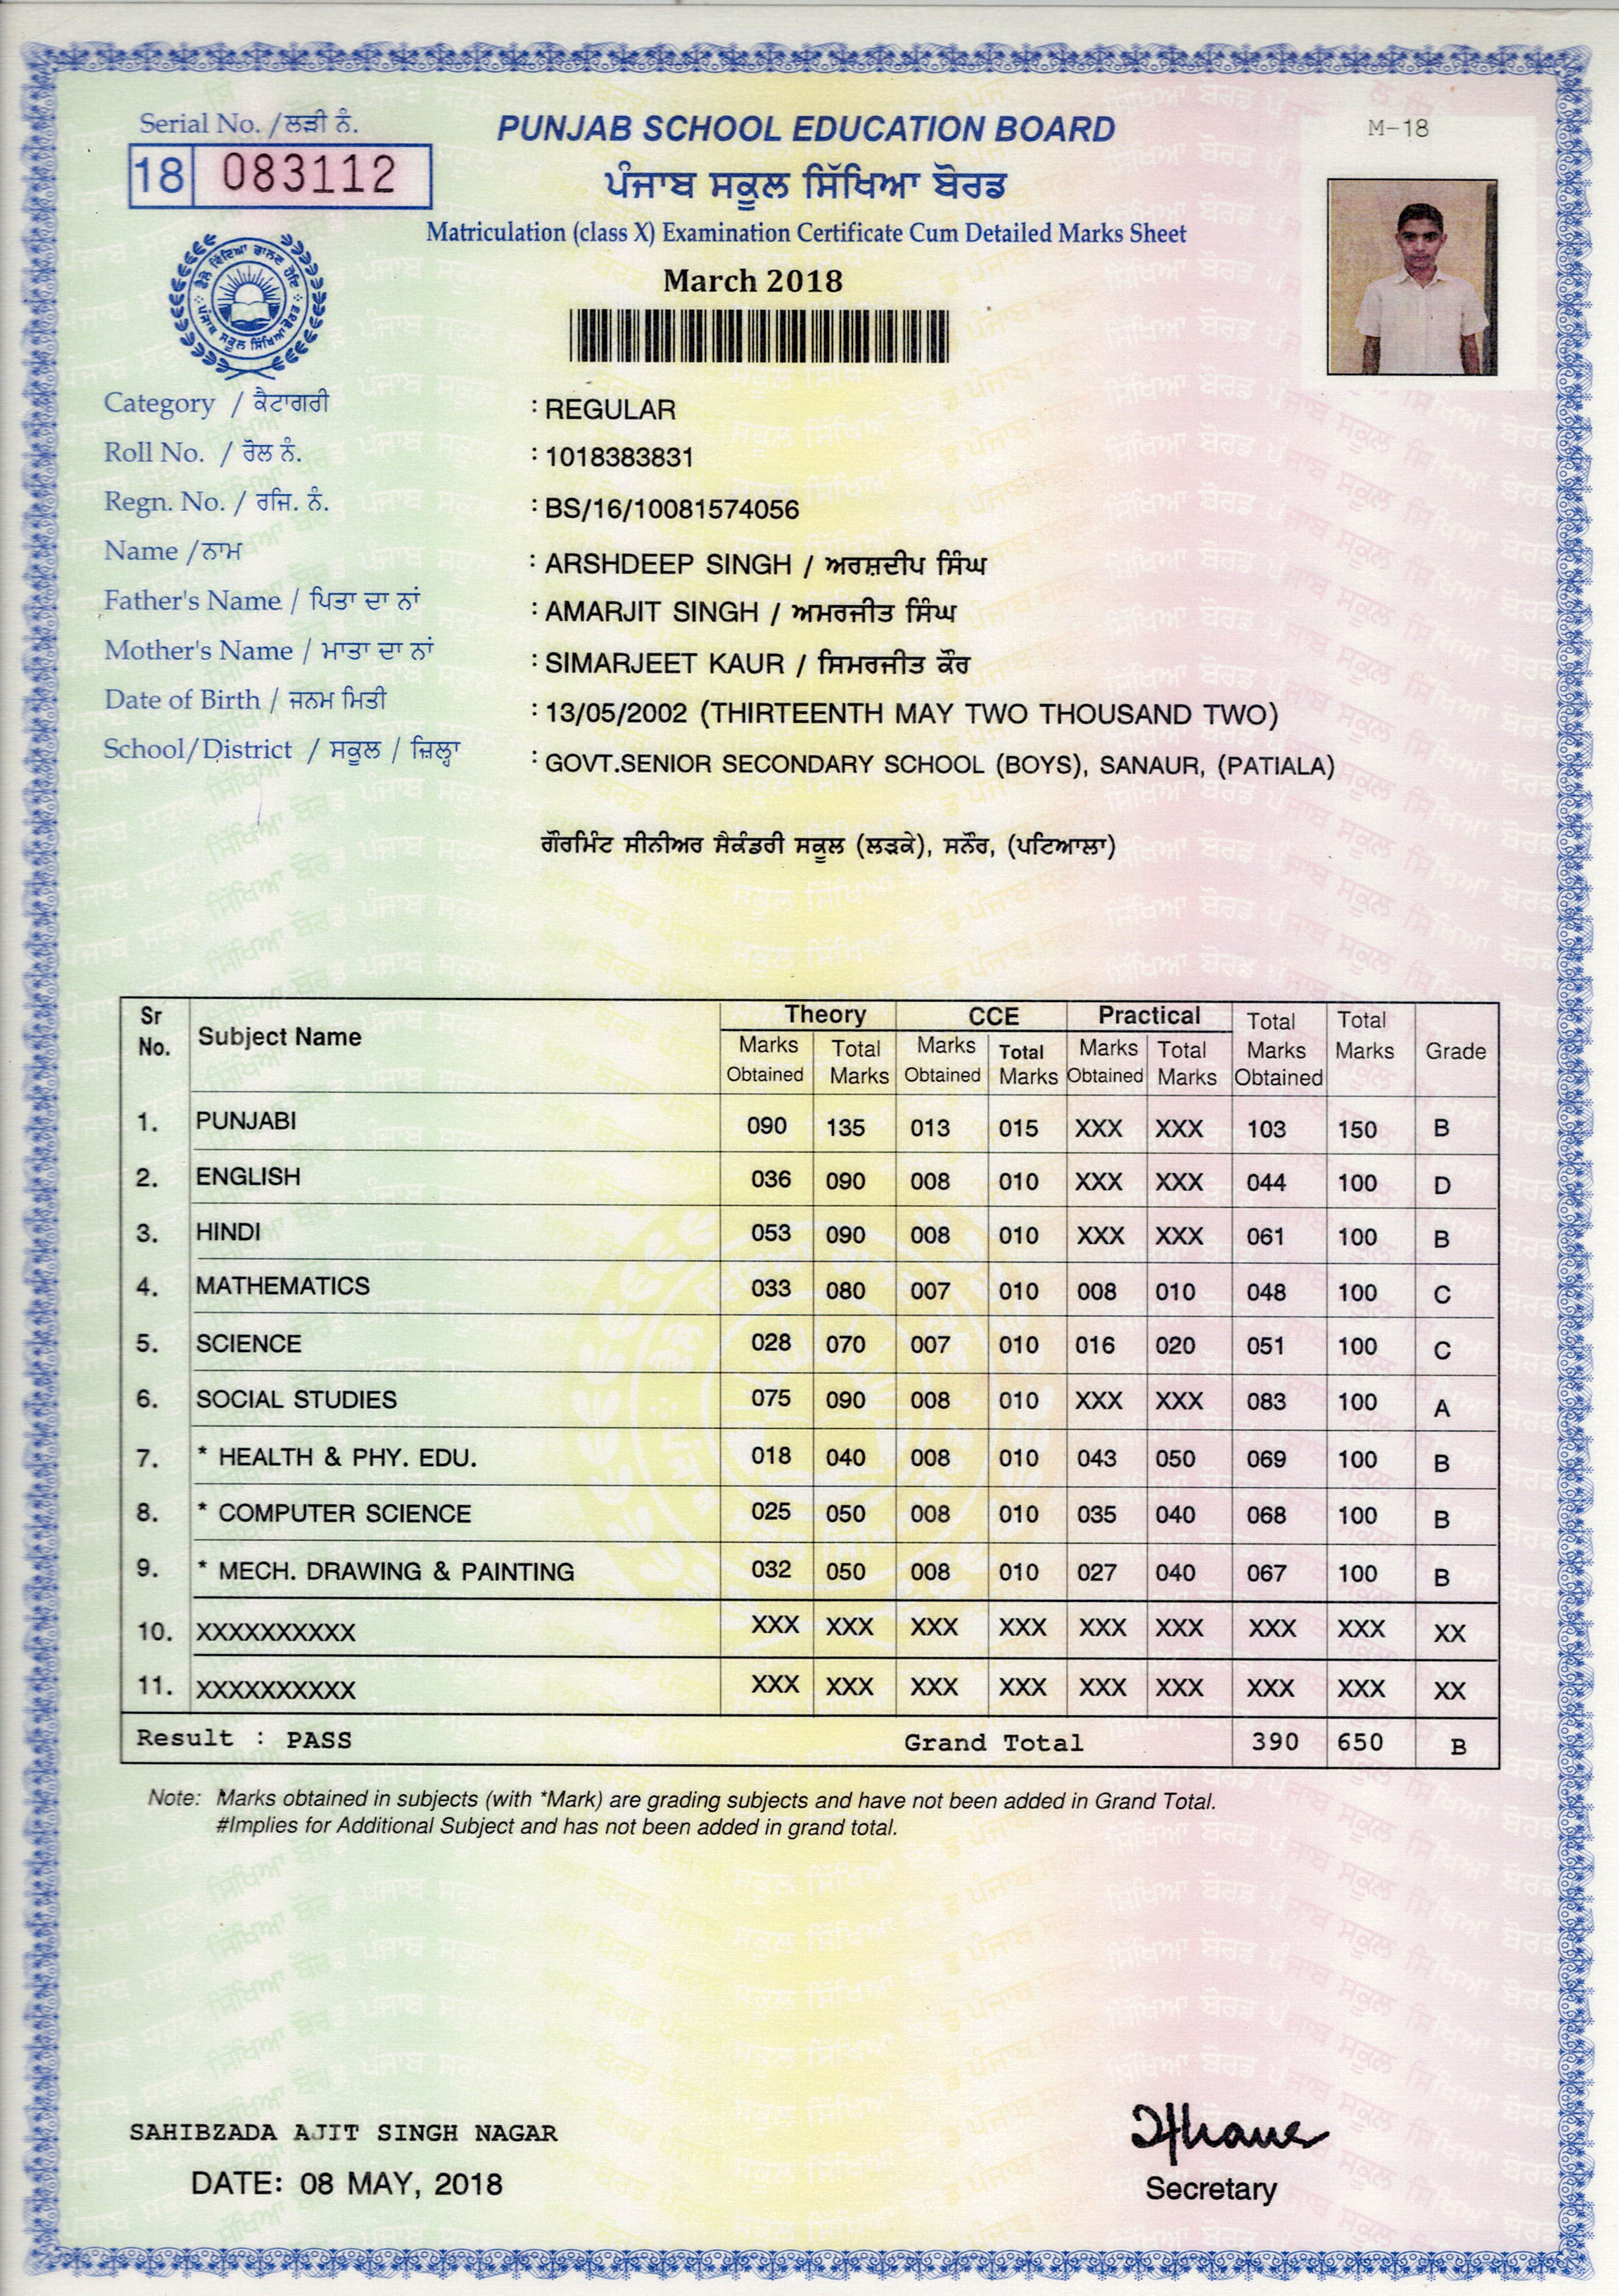 Serial No. /ਲੜੀ ਨੰ.
18 083112
PUNJAB SCHOOL EDUCATION BOARD
ਪੰਜਾਬ ਸਕੂਲ ਸਿੱਖਿਆ ਬੋਰਡ
Matriculation (class X) Examination Certificate Cum Detailed Marks Sheet
March 2018
M-18
Category / ਕੈਟਾਗਰੀ : REGULAR
Roll No. / ਰੋਲ ਨੰ. : 1018383831
Regn. No. / ਰਜਿ. ਨੰ. : BS/16/10081574056
Name /ਨਾਮ : ARSHDEEP SINGH / ਅਰਸ਼ਦੀਪ ਸਿੰਘ
Father's Name / ਪਿਤਾ ਦਾ ਨਾਂ : AMARJIT SINGH / ਅਮਰਜੀਤ ਸਿੰਘ
Mother's Name / ਮਾਤਾ ਦਾ ਨਾਂ : SIMARJEET KAUR / ਸਿਮਰਜੀਤ ਕੌਰ
Date of Birth / ਜਨਮ ਮਿਤੀ : 13/05/2002 (THIRTEENTH MAY TWO THOUSAND TWO)
School/District / ਸਕੂਲ / ਜ਼ਿਲ੍ਹਾ : GOVT.SENIOR SECONDARY SCHOOL (BOYS), SANAUR, (PATIALA)
ਗੌਰਮਿੰਟ ਸੀਨੀਅਰ ਸੈਕੰਡਰੀ ਸਕੂਲ (ਲੜਕੇ), ਸਨੌਰ, (ਪਟਿਆਲਾ)
Sr No. Subject Name Theory CCE Practical Total Marks Obtained Total Marks Grade
Marks Obtained Total Marks Marks Obtained Total Marks Marks Obtained Total Marks
1. PUNJABI 090 135 013 015 XXX XXX 103 150 B
2. ENGLISH 036 090 008 010 XXX XXX 044 100 D
3. HINDI 053 090 008 010 XXX XXX 061 100 B
4. MATHEMATICS 033 080 007 010 008 010 048 100 C
5. SCIENCE 028 070 007 010 016 020 051 100 C
6. SOCIAL STUDIES 075 090 008 010 XXX XXX 083 100 A
7. * HEALTH & PHY. EDU. 018 040 008 010 043 050 069 100 B
8. * COMPUTER SCIENCE 025 050 008 010 035 040 068 100 B
9. * MECH. DRAWING & PAINTING 032 050 008 010 027 040 067 100 B
10. XXXXXXXXXX XXX XXX XXX XXX XXX XXX XXX XXX XX
11. XXXXXXXXXX XXX XXX XXX XXX XXX XXX XXX XXX XX
Result : PASS Grand Total 390 650 B
Note: Marks obtained in subjects (with *Mark) are grading subjects and have not been added in Grand Total.
#Implies for Additional Subject and has not been added in grand total.
SAHIBZADA AJIT SINGH NAGAR
DATE: 08 MAY, 2018
Secretary